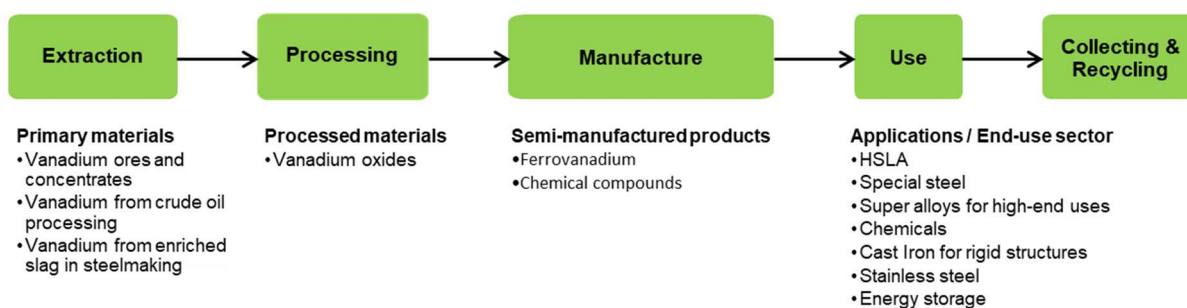 Extraction
Processing
Manufacture
Use
Collecting &
Recycling
Primary materials
•Vanadium ores and
concentrates
•Vanadium from crude oil
processing
•Vanadium from enriched
slag in steelmaking
Processed materials
•Vanadium oxides
Semi-manufactured products
•Ferrovanadium
•Chemical compounds
Applications / End-use sector
•HSLA
•Special steel
•Super alloys for high-end uses
•Chemicals
•Cast Iron for rigid structures
•Stainless steel
•Energy storage